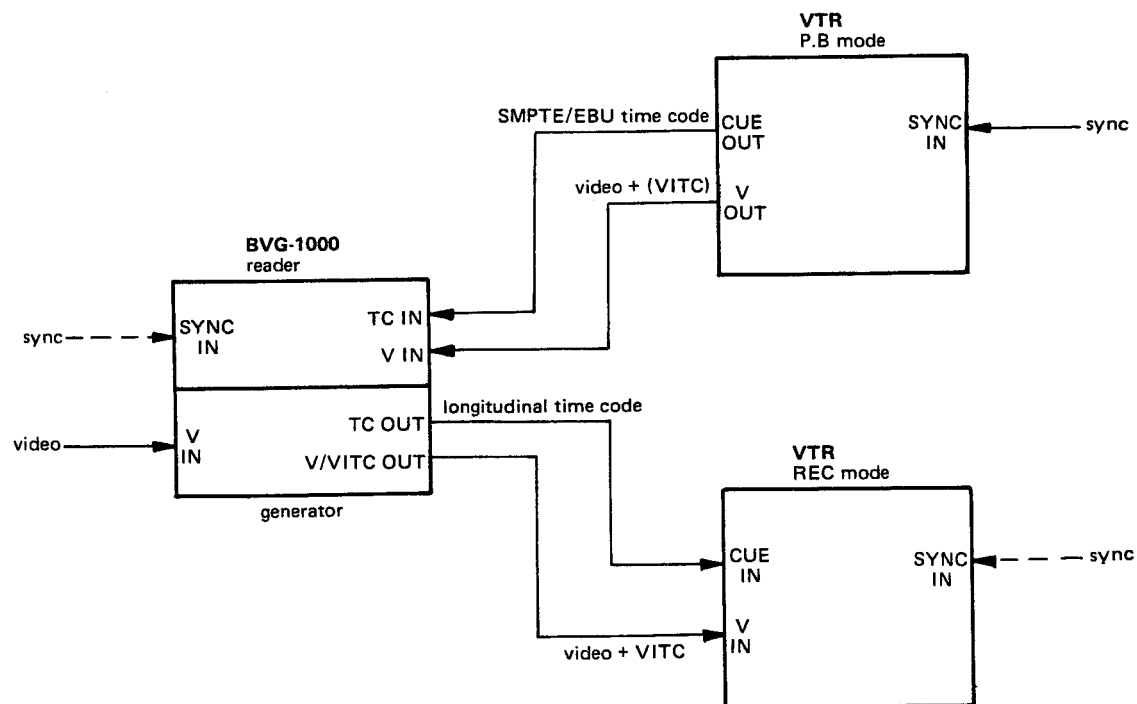 VTR
P.B mode
SMPTE/EBU time code
CUE
OUT
SYNC
IN
sync
video + (VITC)
V
OUT
BVG-1000
reader
sync
SYNC
IN
TC IN
V IN
video
V
IN
TC OUT
longitudinal time code
V/VITC OUT
generator
VTR
REC mode
CUE
IN
SYNC
IN
sync
V
IN
video + VITC